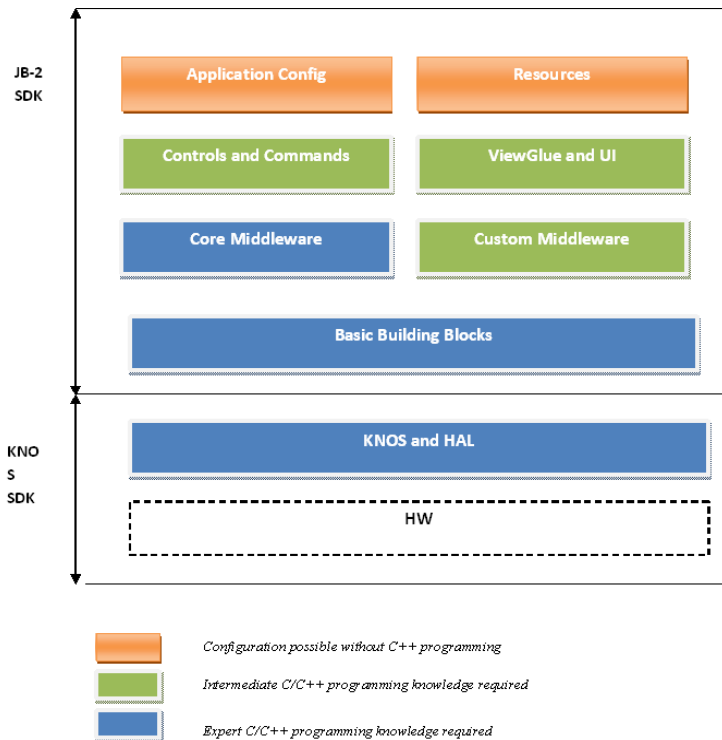 JB-2
SDK
Application Config
Resources
Controls and Commands
ViewGlue and UI
Core Middleware
Custom Middleware
Basic Building Blocks
KNO
S
SDK
KNOS and HAL
HW
Configuration possible without C++ programming
Intermediate C/C++ programming knowledge required
Expert C/C++ programming knowledge required